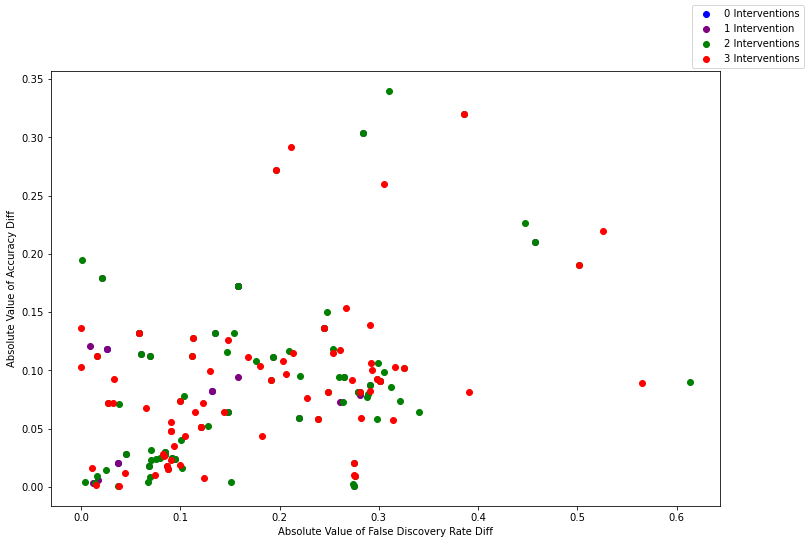 0 Interventions
1 Intervention
2 Interventions
3 Interventions
0.35
0.30
0.25
0.20
0.15
0.10
0.05
0.00
Absolute Value of Accuracy Diff
0.0 0.1 0.2 0.3 0.4 0.5 0.6
Absolute Value of False Discovery Rate Diff